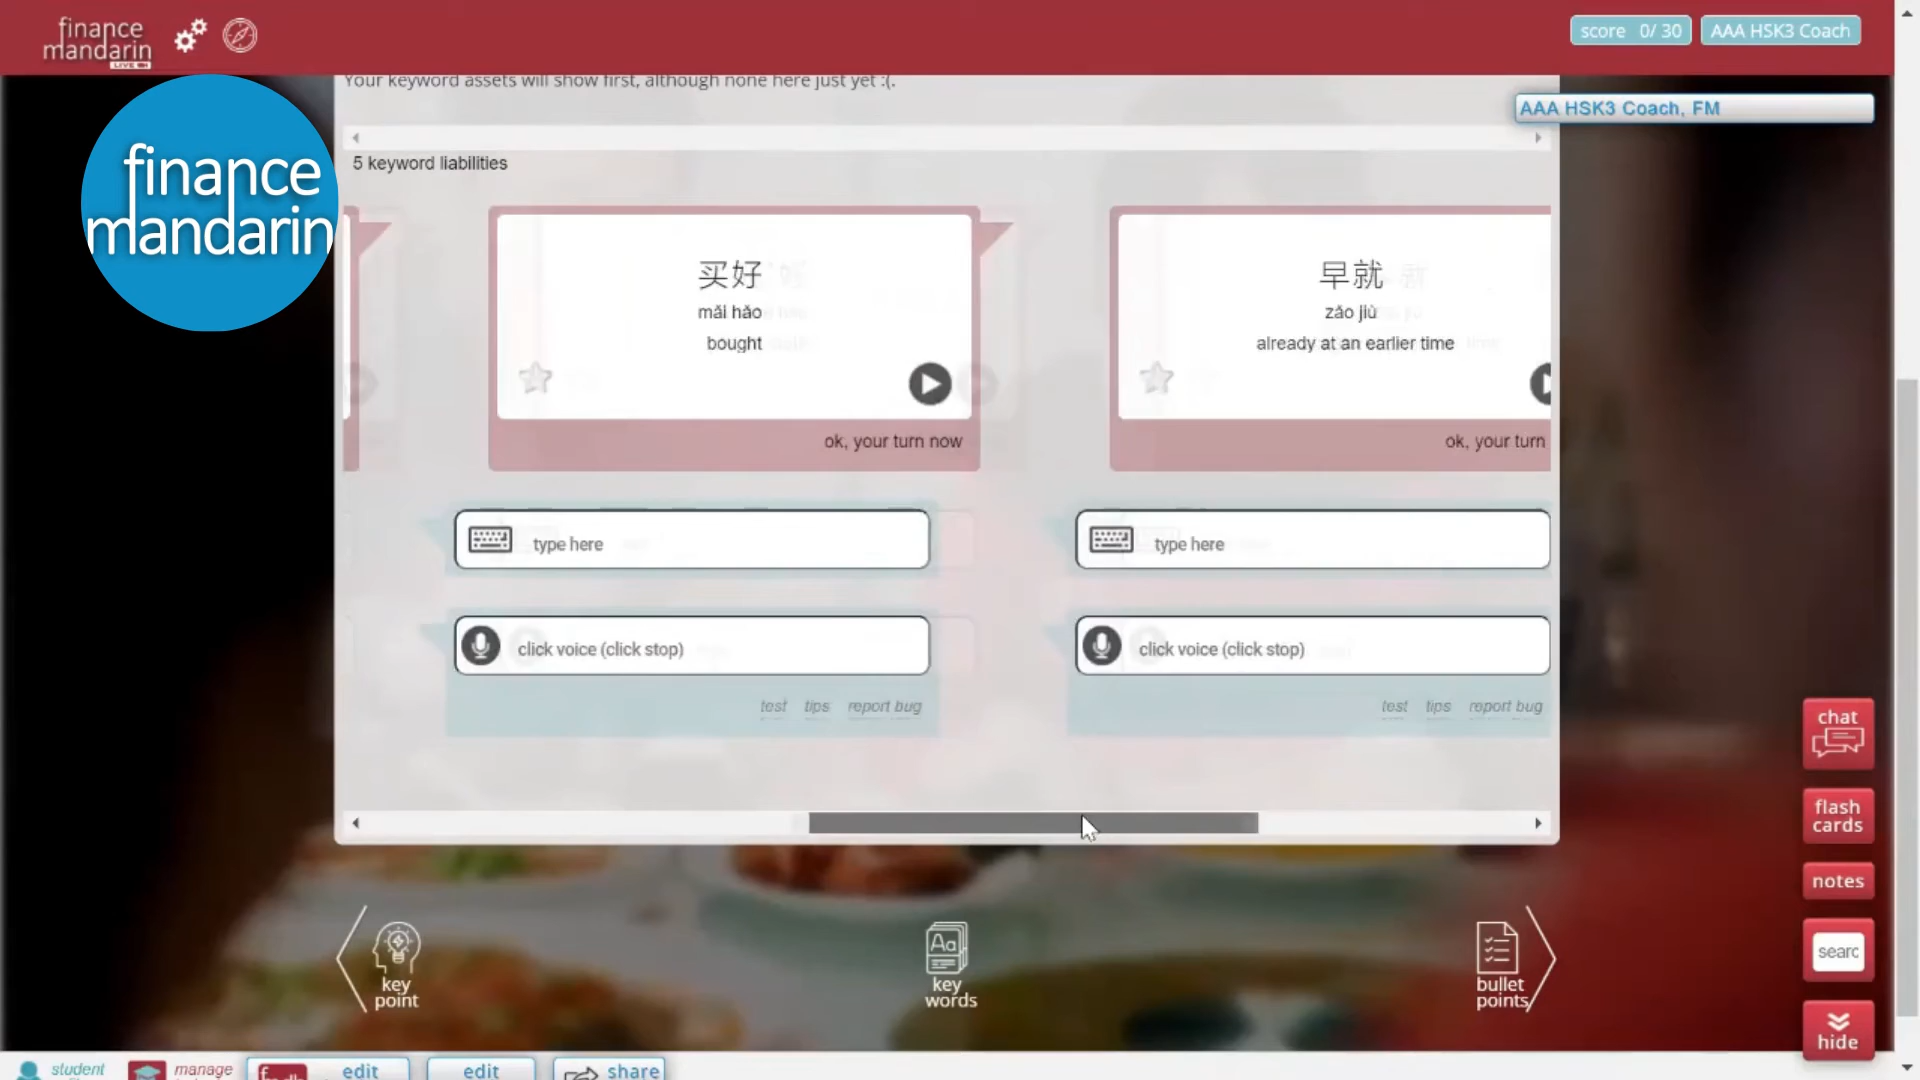 finance
mandarin
LIVE
score 0/ 30
AAA HSK3 Coach
Your keyword assets will show first, although none here just yet :(.
AAA HSK3 Coach, FM
finance
mandarin
5 keyword liabilities
买好
mǎi hǎo
bought
ok, your turn now
早就
zǎo jiù
already at an earlier time
ok, your turn
type here
type here
click voice (click stop)
click voice (click stop)
test tips report bug
test tips report bug
chat
flash
cards
notes
searc
hide
key
point
Aa
key
words
bullet
points
student
manage
edit
edit
share